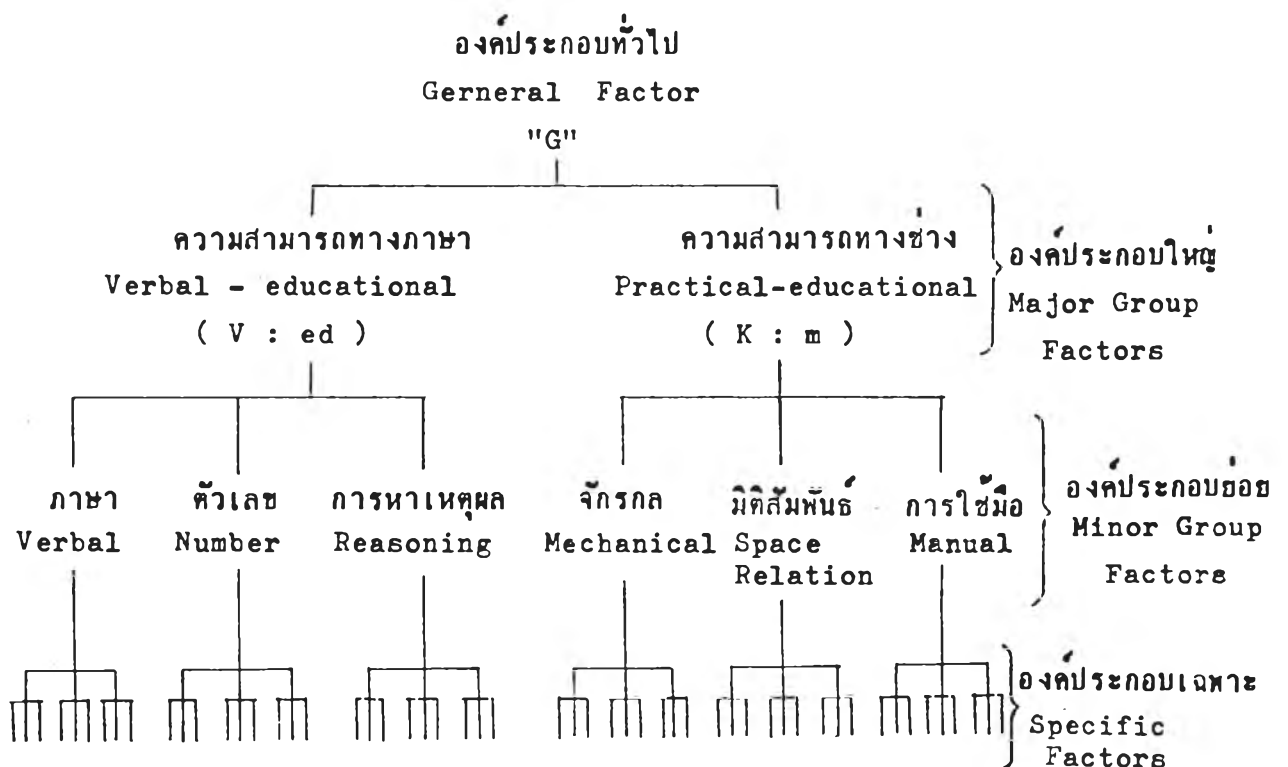 องค์ประกอบทั่วไป
Gerneral Factor
"G"
ความสามารถทางภาษา
Verbal - educational
( V : ed )
ความสามารถทางช่าง
Practical-educational
( K : m )
องค์ประกอบใหญ่
Major Group
Factors
ภาษา
Verbal
ตัวเลข
Number
การหาเหตุผล
Reasoning
จักรกล
Mechanical
มิติสัมพันธ์
Space
Relation
การใช้มือ
Manual
องค์ประกอบย่อย
Minor Group
Factors
องค์ประกอบเฉพาะ
Specific
Factors